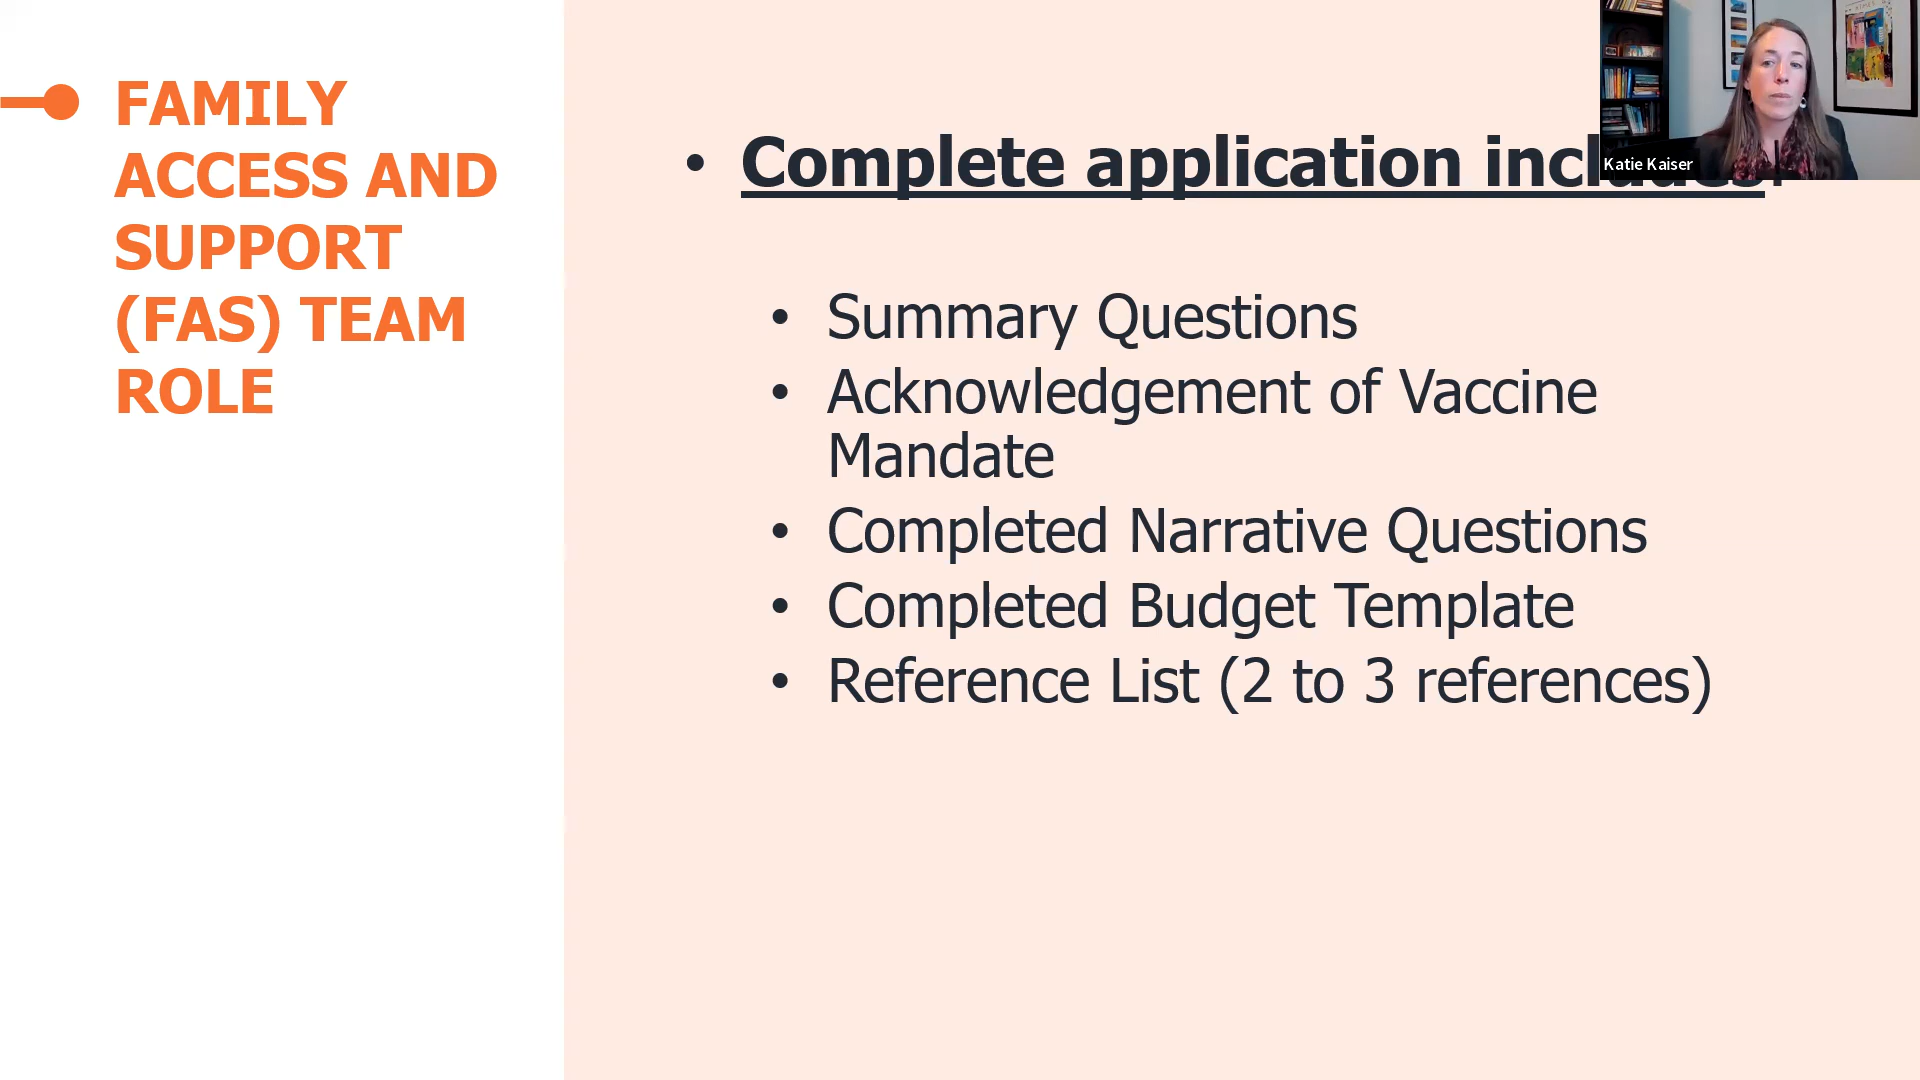 FAMILY
ACCESS AND
SUPPORT
(FAS) TEAM
ROLE
• Complete application includes:
Katie Kaiser
• Summary Questions
• Acknowledgement of Vaccine
Mandate
• Completed Narrative Questions
• Completed Budget Template
• Reference List (2 to 3 references)